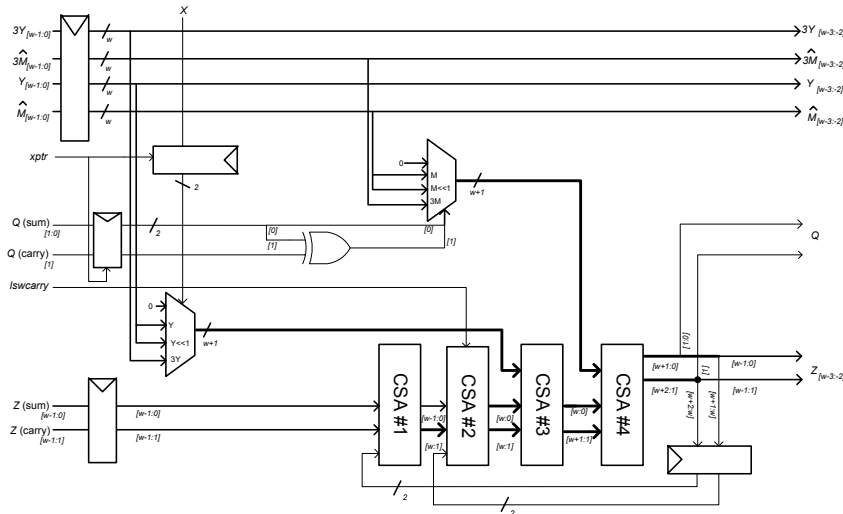 X
3Y[w-1:0]
w
3Y[w-3:-2]
3M̂[w-1:0]
w
3M̂[w-3:-2]
Y[w-1:0]
w
Y[w-3:-2]
M̂[w-1:0]
w
M̂[w-3:-2]
xptr
2
0
M
M<<1
3M
w+1
Q (sum)
[1:0]
2
[0]
[1]
[0]
[1]
Q
Q (carry)
[1]
lswcarry
0
Y
Y<<1
3Y
w+1
CSA #1
CSA #2
CSA #3
CSA #4
[1:0]
[1]
[w+1:0]
[w-1:0]
Z[w-3:-2]
[w+2:1]
[w-1:1]
Z (sum)
[w-1:0]
[w-1:0]
[w-1:0]
[w:0]
[w:0]
Z (carry)
[w-1:1]
[w-1:1]
[w:1]
[w:1]
[w+1:1]
[w+2:w]
[w+1:w]
2
2